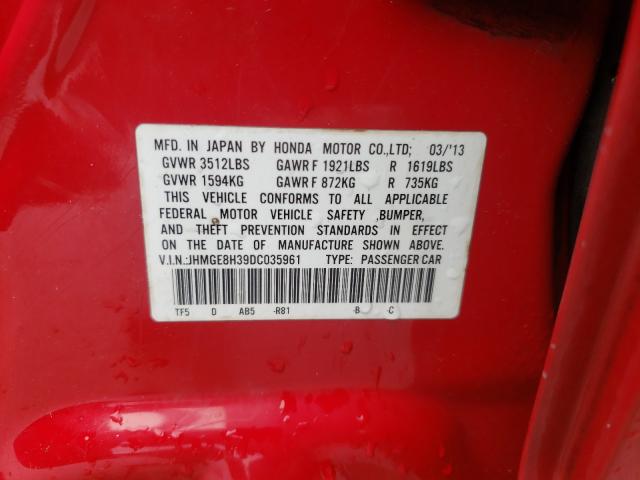 MFD. IN JAPAN BY HONDA MOTOR CO.,LTD; 03/'13
GVWR 3512LBS GAWR F 1921LBS R 1619LBS
GVWR 1594KG GAWR F 872KG R 735KG
THIS VEHICLE CONFORMS TO ALL APPLICABLE
FEDERAL MOTOR VEHICLE SAFETY ,BUMPER,
AND THEFT PREVENTION STANDARDS IN EFFECT
ON THE DATE OF MANUFACTURE SHOWN ABOVE.
V.I.N.:JHMGE8H39DC035961 TYPE: PASSENGER CAR
TF5 D AB5 -R81 -B -C